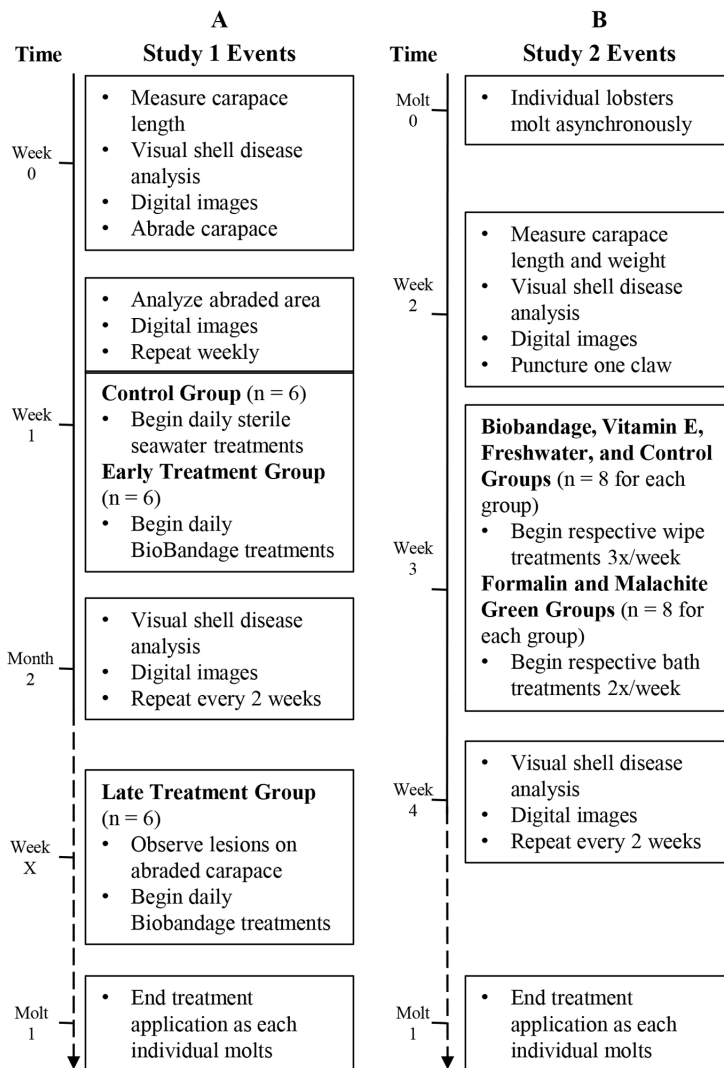 A
Study 1 Events
Time
Week
0
• Measure carapace
length
• Visual shell disease
analysis
• Digital images
• Abrade carapace
• Analyze abraded area
• Digital images
• Repeat weekly
Week
1
Control Group (n = 6)
• Begin daily sterile
seawater treatments
Early Treatment Group
(n = 6)
• Begin daily
BioBandage treatments
Month
2
• Visual shell disease
analysis
• Digital images
• Repeat every 2 weeks
Week
X
Late Treatment Group
(n = 6)
• Observe lesions on
abraded carapace
• Begin daily
Biobandage treatments
Molt
1
• End treatment
application as each
individual molts
B
Study 2 Events
Time
Molt
0
• Individual lobsters
molt asynchronously
Week
2
• Measure carapace
length and weight
• Visual shell disease
analysis
• Digital images
• Puncture one claw
Week
3
Biobandage, Vitamin E,
Freshwater, and Control
Groups (n = 8 for each
group)
• Begin respective wipe
treatments 3x/week
Formalin and Malachite
Green Groups (n = 8 for
each group)
• Begin respective bath
treatments 2x/week
Week
4
• Visual shell disease
analysis
• Digital images
• Repeat every 2 weeks
Molt
1
• End treatment
application as each
individual molts